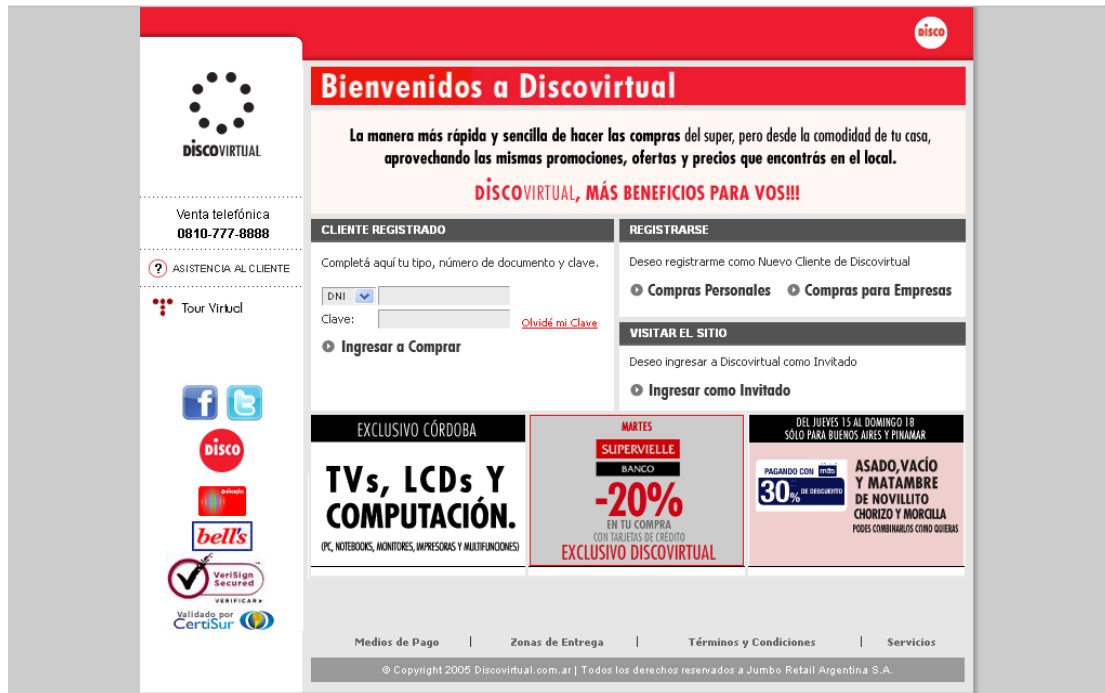 DISCO
DISCOVIRTUAL
Venta telefónica
0810-777-8888
? ASISTENCIA AL CLIENTE
Tour Virtual
f
t
DISCO
bell's
VeriSign
Secured
VERIFICAR
Validado por
CertiSur
Bienvenidos a Discovirtual
La manera más rápida y sencilla de hacer las compras del super, pero desde la comodidad de tu casa,
aprovechando las mismas promociones, ofertas y precios que encontrás en el local.
DISCOVIRTUAL, MÁS BENEFICIOS PARA VOS!!!
CLIENTE REGISTRADO
Completá aquí tu tipo, número de documento y clave.
DNI
Clave:
Olvidé mi Clave
Ingresar a Comprar
REGISTRARSE
Deseo registrarme como Nuevo Cliente de Discovirtual
Compras Personales
Compras para Empresas
VISITAR EL SITIO
Deseo ingresar a Discovirtual como Invitado
Ingresar como Invitado
EXCLUSIVO CÓRDOBA
TVs, LCDs Y
COMPUTACIÓN.
(PC, NOTEBOOKS, MONITORES, IMPRESORAS Y MULTIFUNCIONES)
MARTES
SUPERVIELLE
BANCO
-20%
EN TU COMPRA
CON TARJETAS DE CRÉDITO
EXCLUSIVO DISCOVIRTUAL
DEL JUEVES 15 AL DOMINGO 18
SÓLO PARA BUENOS AIRES Y PINAMAR
PAGANDO CON más
30% DE DESCUENTO
ASADO, VACÍO
Y MATAMBRE
DE NOVILLITO
CHORIZO Y MORCILLA
PODES COMBINARLOS COMO QUIERAS
Medios de Pago | Zonas de Entrega | Términos y Condiciones | Servicios
© Copyright 2005 Discovirtual.com.ar | Todos los derechos reservados a Jumbo Retail Argentina S.A.